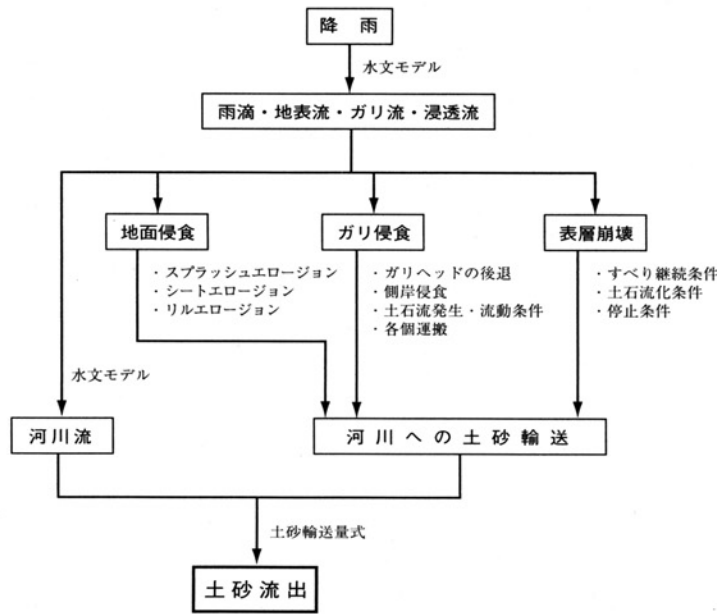 降雨
水文モデル
雨滴・地表流・ガリ流・浸透流
地面侵食
ガリ侵食
表層崩壊
・スプラッシュエロージョン
・シートエロージョン
・リルエロージョン
・ガリヘッドの後退
・側岸侵食
・土石流発生・流動条件
・各個運搬
・すべり継続条件
・土石流化条件
・停止条件
水文モデル
河川流
河川への土砂輸送
土砂輸送量式
土砂流出